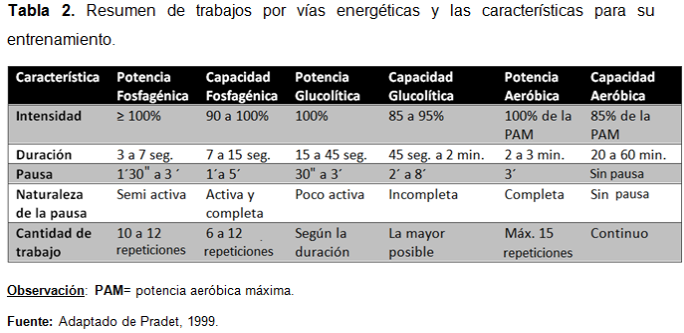 Tabla 2. Resumen de trabajos por vías energéticas y las características para su
entrenamiento.
Característica Potencia Fosfagénica Capacidad Fosfagénica Potencia Glucolítica Capacidad Glucolítica Potencia Aeróbica Capacidad Aeróbica
Intensidad ≥ 100% 90 a 100% 100% 85 a 95% 100% de la PAM 85% de la PAM
Duración 3 a 7 seg. 7 a 15 seg. 15 a 45 seg. 45 seg. a 2 min. 2 a 3 min. 20 a 60 min.
Pausa 1´30" a 3 ´ 1´a 5´ 30" a 3´ 2´ a 8´ 3´ Sin pausa
Naturaleza de la pausa Semi activa Activa y completa Poco activa Incompleta Completa Sin pausa
Cantidad de trabajo 10 a 12 repeticiones 6 a 12 repeticiones Según la duración La mayor posible Máx. 15 repeticiones Continuo
Observación: PAM= potencia aeróbica máxima.
Fuente: Adaptado de Pradet, 1999.